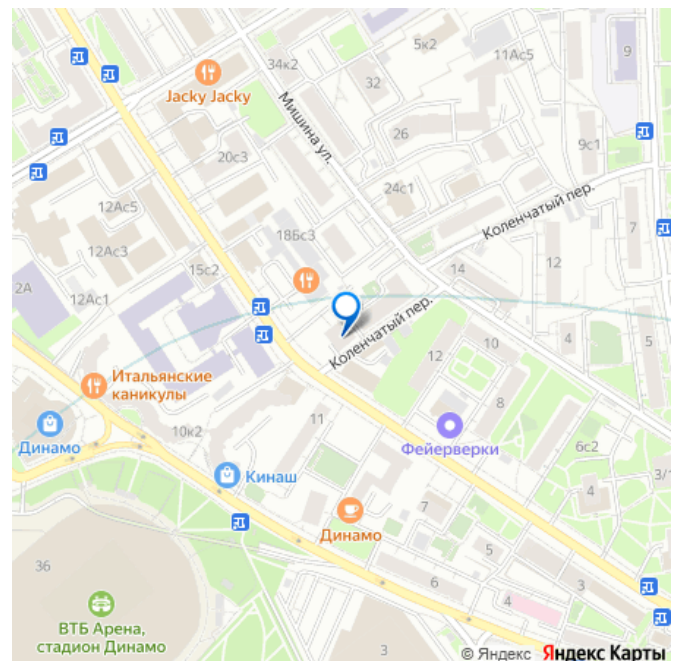 5к2
11Ас5
9
34к2
Jacky Jacky
32
Мишина ул.
26
9с1
20с3
24с1
Коленчатый пер.
12Ас5
18Бс3
7
12Ас3
15с2
14
12
2А
12Ас1
Коленчатый пер.
4
5
10
12
Итальянские
каникулы
8
11
Динамо
10к2
Фейерверки
6с2
Кинаш
3/1
4
7
Динамо
5
36
6
3
4
ВТБ Арена,
стадион Динамо
3
© Яндекс Яндекс Карты